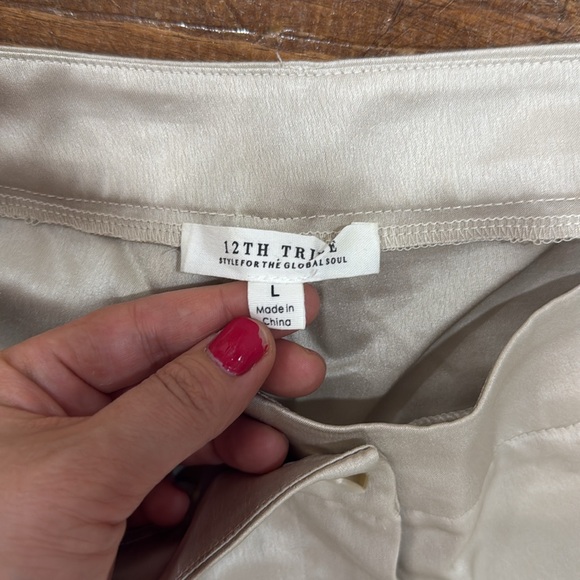 12TH TRIBE
STYLE FOR THE GLOBAL SOUL
L
Made in
China